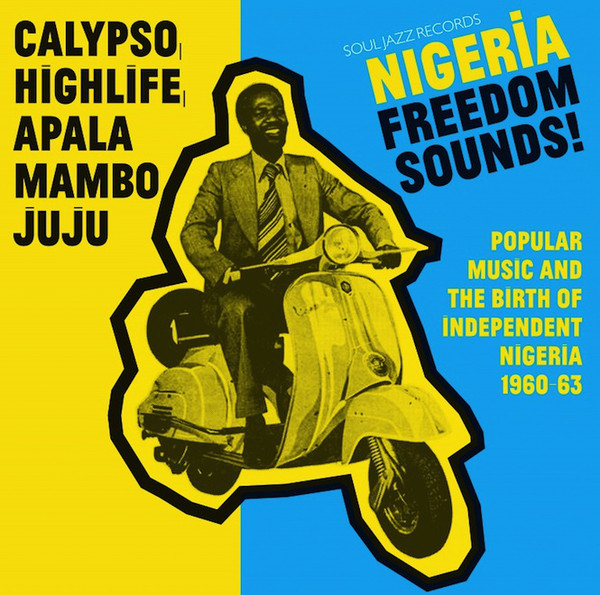 CALYPSO,
HIGHLIFE,
APALA
MAMBO
JUJU
SOUL JAZZ RECORDS
NIGERIA
FREEDOM
SOUNDS!
POPULAR
MUSIC AND
THE BIRTH OF
INDEPENDENT
NIGERIA
1960-63